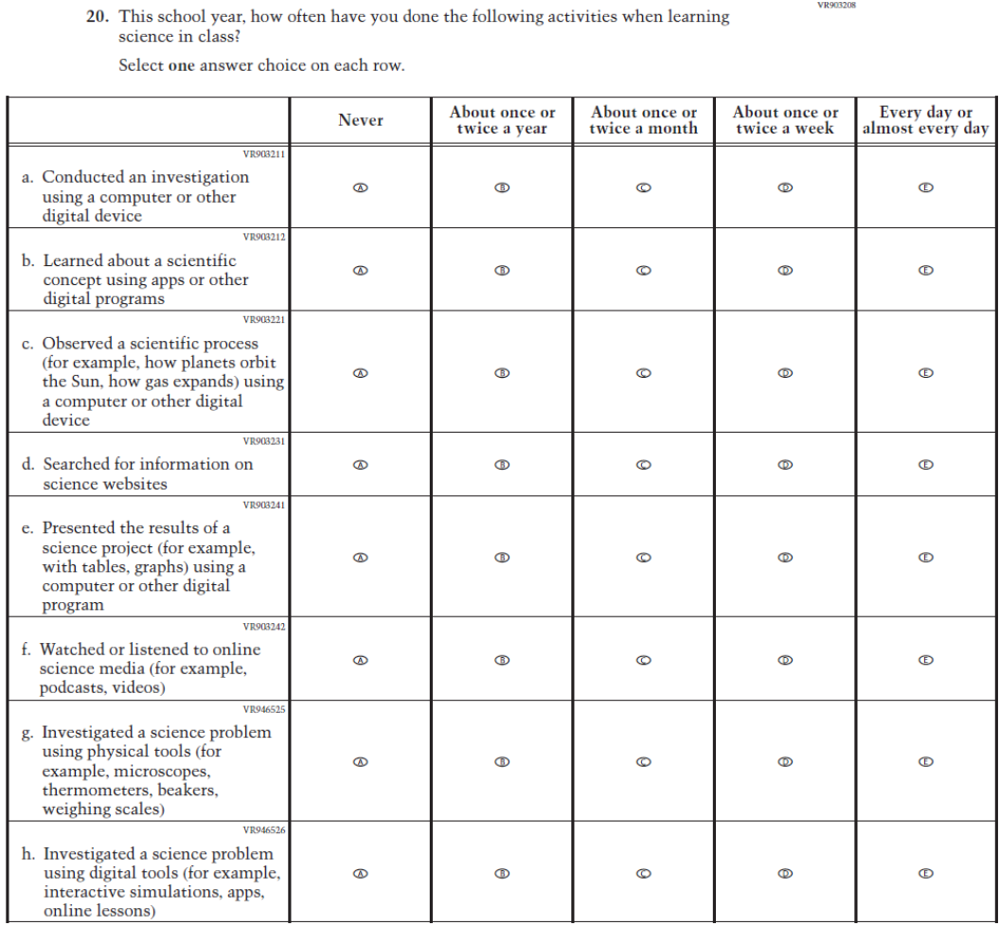 VR903208
20. This school year, how often have you done the following activities when learning
science in class?
Select one answer choice on each row.
Never
About once or
twice a year
About once or
twice a month
About once or
twice a week
Every day or
almost every day
VR903211
a. Conducted an investigation
using a computer or other
digital device
A B C D E
VR903212
b. Learned about a scientific
concept using apps or other
digital programs
A B C D E
VR903221
c. Observed a scientific process
(for example, how planets orbit
the Sun, how gas expands) using
a computer or other digital
device
A B C D E
VR903231
d. Searched for information on
science websites
A B C D E
VR903241
e. Presented the results of a
science project (for example,
with tables, graphs) using a
computer or other digital
program
A B C D E
VR903242
f. Watched or listened to online
science media (for example,
podcasts, videos)
A B C D E
VR946525
g. Investigated a science problem
using physical tools (for
example, microscopes,
thermometers, beakers,
weighing scales)
A B C D E
VR946526
h. Investigated a science problem
using digital tools (for example,
interactive simulations, apps,
online lessons)
A B C D E